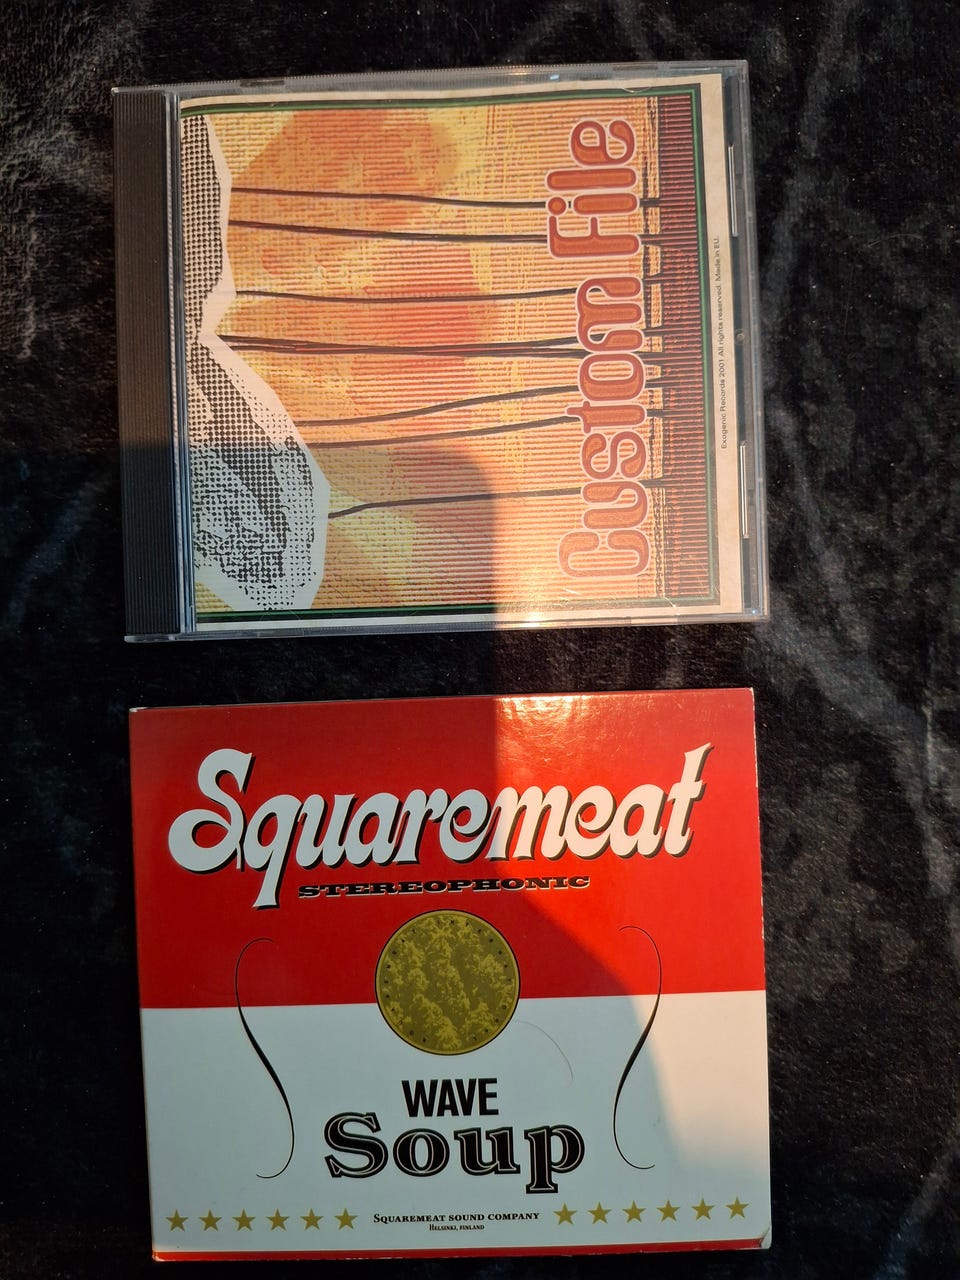 Custom File
Exogenic Records 2001 All rights reserved. Made in EU.
Squaremeat
STEREOPHONIC
WAVE
Soup
SQUAREMEAT SOUND COMPANY
HELSINKI, FINLAND